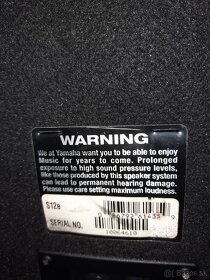 WARNING
We at Yamaha want you to be able to enjoy
Music for years to come. Prolonged
exposure to high sound pressure levels,
like those produced by this speaker system
can lead to permanent hearing damage.
Please use care setting maximum loudness.
S12e
SERIAL NO.